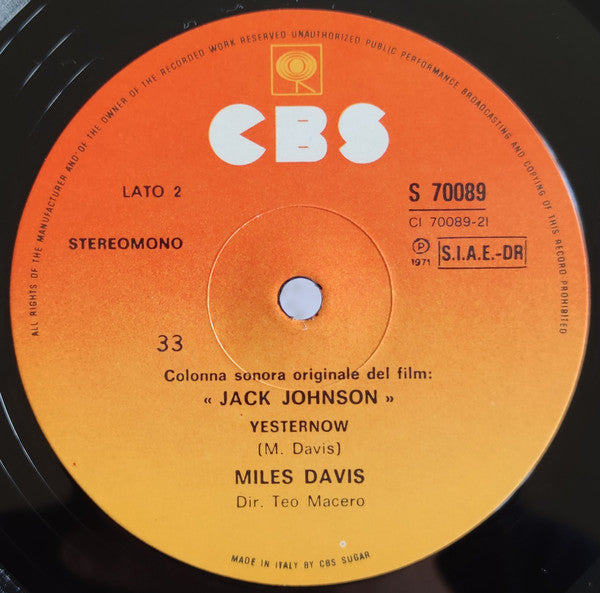 ALL RIGHTS OF THE MANUFACTURER AND OF THE OWNER OF THE RECORDED WORK RESERVED UNAUTHORIZED PUBLIC PERFORMANCE BROADCASTING AND COPYING OF THIS RECORD PROHIBITED
CBS
LATO 2
S 70089
CI 70089-21
STEREOMONO
℗
1971
S.I.A.E.-DR
33
Colonna sonora originale del film:
« JACK JOHNSON »
YESTERNOW
(M. Davis)
MILES DAVIS
Dir. Teo Macero
MADE IN ITALY BY CBS SUGAR